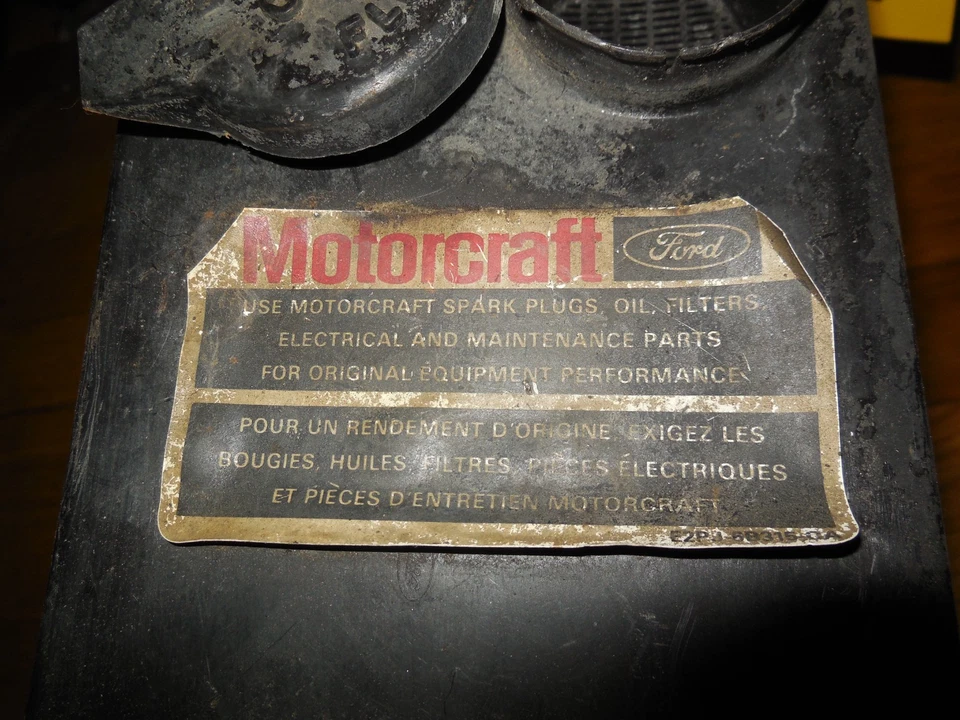 Motorcraft Ford
USE MOTORCRAFT SPARK PLUGS, OIL, FILTERS
ELECTRICAL AND MAINTENANCE PARTS
FOR ORIGINAL EQUIPMENT PERFORMANCE
POUR UN RENDEMENT D'ORIGINE EXIGEZ LES
BOUGIES, HUILES, FILTRES, PIÈCES ÉLECTRIQUES
ET PIÈCES D'ENTRETIEN MOTORCRAFT